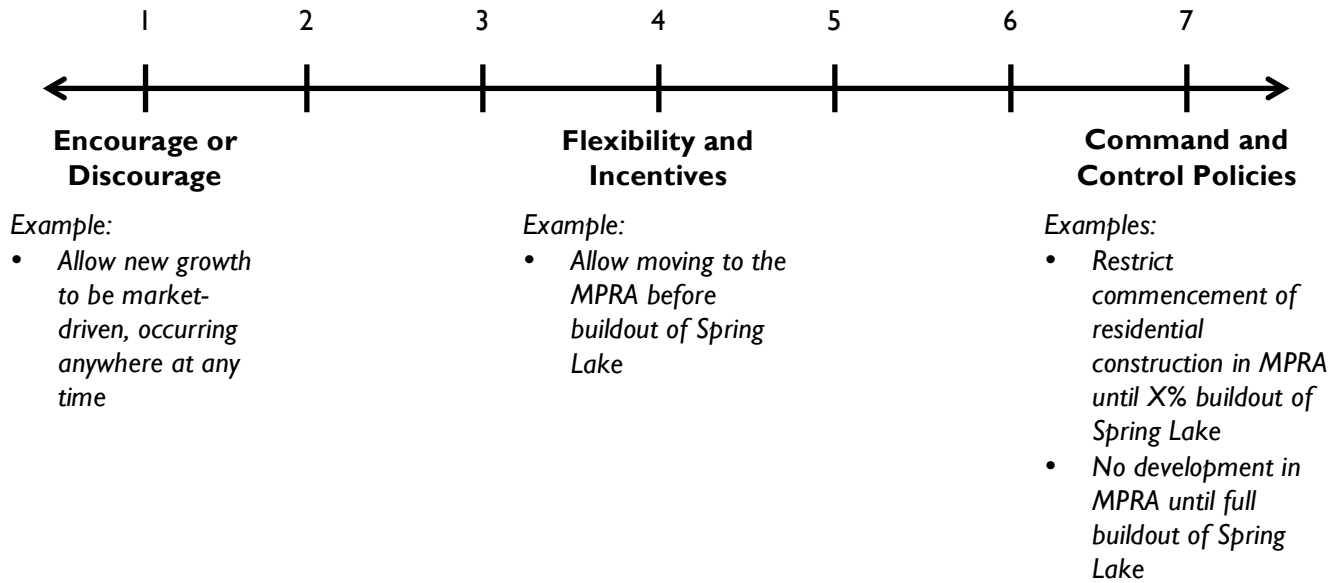 1 2 3 4 5 6 7
Encourage or
Discourage
Example:
• Allow new growth
to be market-
driven, occurring
anywhere at any
time
Flexibility and
Incentives
Example:
• Allow moving to the
MPRA before
buildout of Spring
Lake
Command and
Control Policies
Examples:
• Restrict
commencement of
residential
construction in MPRA
until X% buildout of
Spring Lake
• No development in
MPRA until full
buildout of Spring
Lake